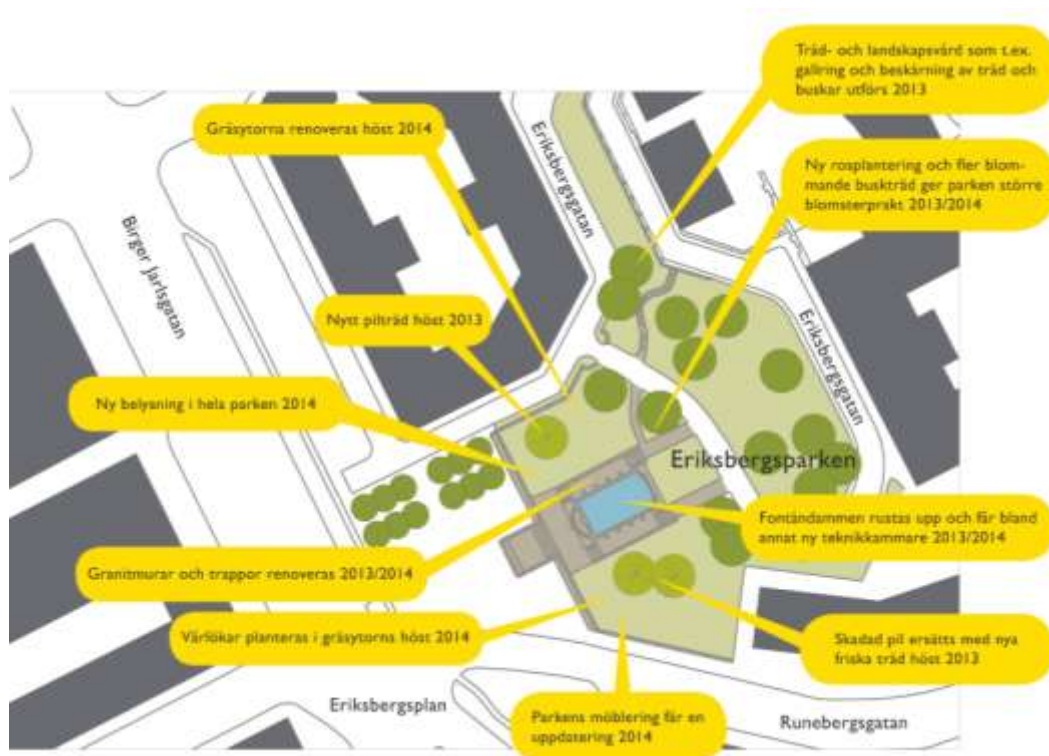 Träd- och landskapsvård som t.ex.
gallring och beskärning av träd och
buskar utförs 2013
Gräsytorna renoveras höst 2014
Eriksbergsgatan
Ny rosplantering och fler blom-
mande buskträd ger parken större
blomsterprakt 2013/2014
Birger Jarlsgatan
Nytt pilträd höst 2013
Eriksbergsgatan
Ny belysning i hela parken 2014
Eriksbergsparken
Fontändammen rustas upp och får bland
annat ny teknikkammare 2013/2014
Granitmurar och trappor renoveras 2013/2014
Vårlökar planteras i gräsytorna höst 2014
Skadad pil ersätts med nya
friska träd höst 2013
Eriksbergsplan
Parkens möblering får en
uppdatering 2014
Runebergsgatan